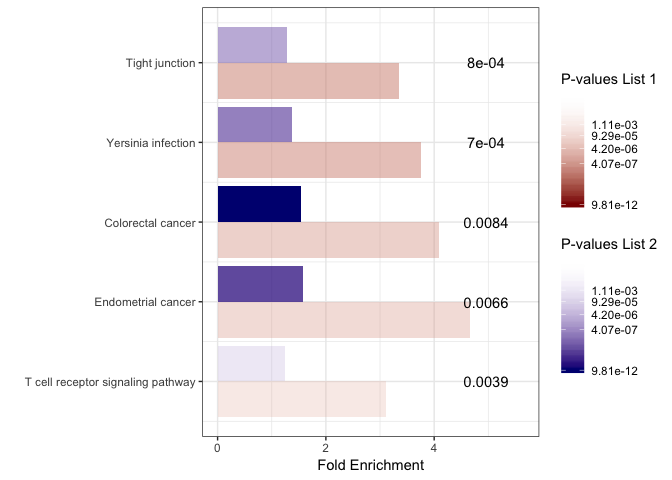 Tight junction
Yersinia infection
Colorectal cancer
Endometrial cancer
T cell receptor signaling pathway
8e-04
7e-04
0.0084
0.0066
0.0039
0 2 4
Fold Enrichment
P-values List 1
1.11e-03
9.29e-05
4.20e-06
4.07e-07
9.81e-12
P-values List 2
1.11e-03
9.29e-05
4.20e-06
4.07e-07
9.81e-12